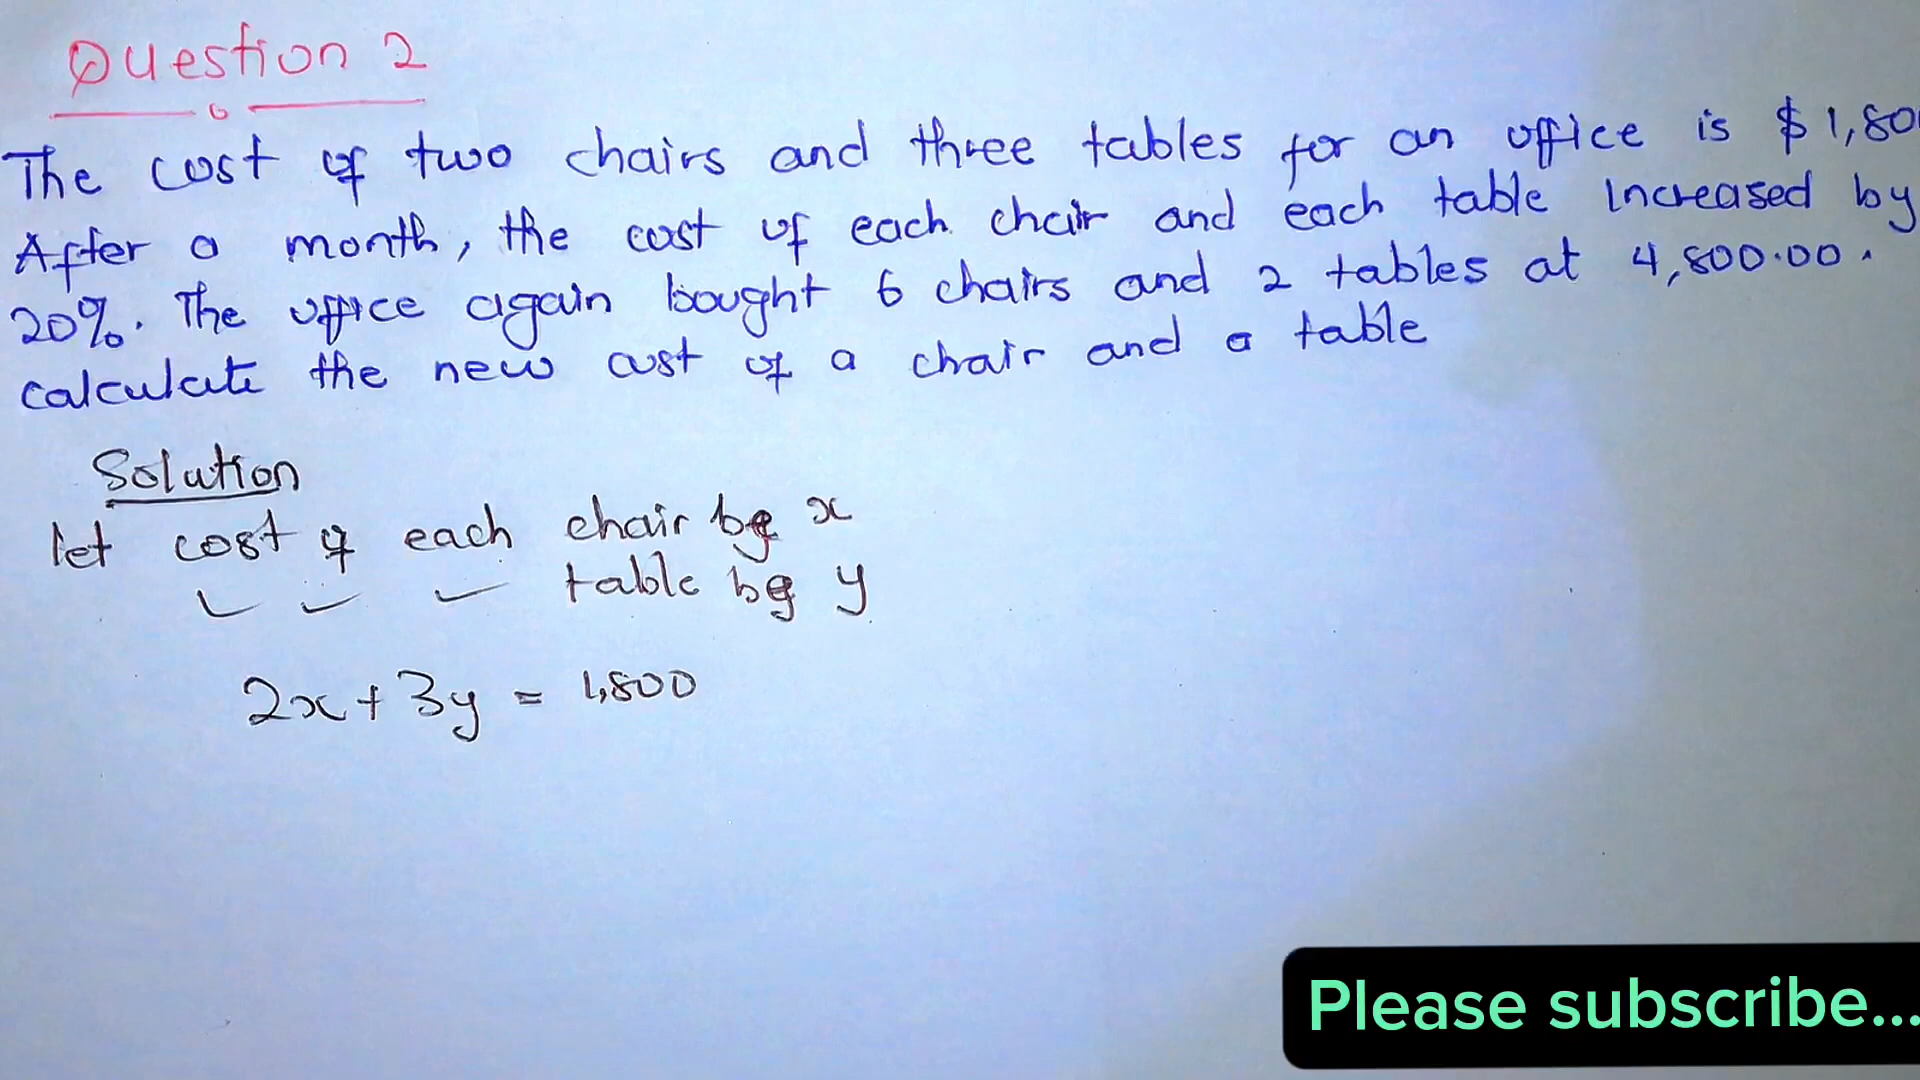 Question 2
The cost of two chairs and three tables for an office is $1,80
After a month, the cost of each chair and each table increased by
20%. The office again bought 6 chairs and 2 tables at 4,800.00.
calculate the new cost of a chair and a table
Solution
let cost of each chair be x
table be y
2x + 3y = 1,800
Please subscribe...